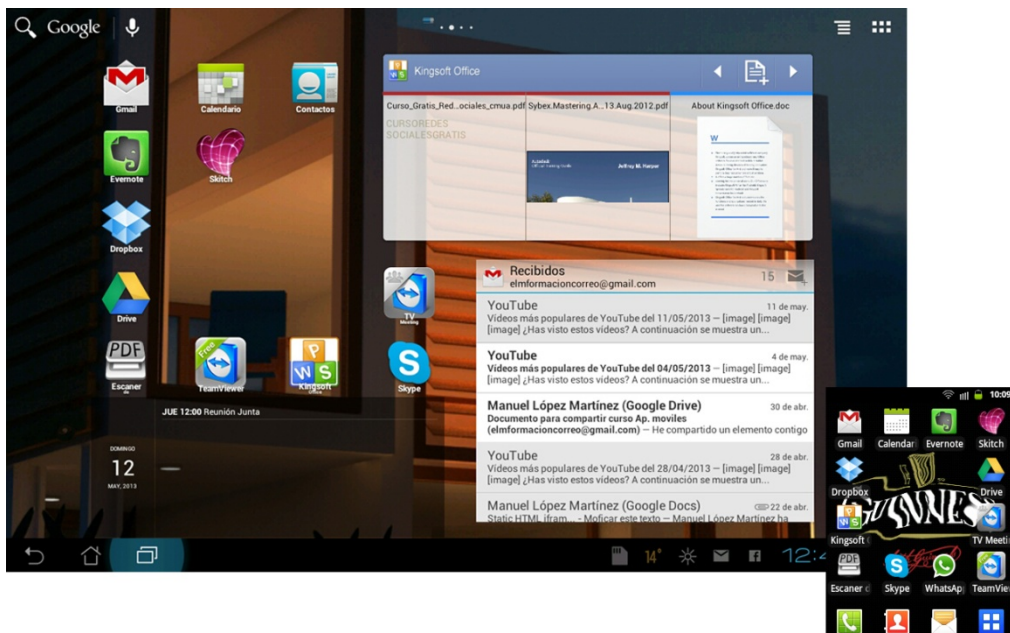 Google
Gmail
Calendario
Contactos
Evernote
Skitch
Dropbox
Drive
PDF
Escaner
TeamViewer
Free
P
W S
Kingsoft
Office
TV
Meeting
Skype
Kingsoft Office
Curso_Gratis_Red...ociales_cmua.pdf
CURSOREDES
SOCIALESGRATIS
Sybex.Mastering.A...13.Aug.2012.pdf
Jeffrey M. Harper
About Kingsoft Office.doc
W
Recibidos
elmformacioncorreo@gmail.com
15
YouTube
11 de may.
Vídeos más populares de YouTube del 11/05/2013 – [image] [image]
[image] ¿Has visto estos vídeos? A continuación se muestra un...
YouTube
4 de may.
Vídeos más populares de YouTube del 04/05/2013 – [image] [image]
[image] ¿Has visto estos vídeos? A continuación se muestra un...
Manuel López Martínez (Google Drive)
30 de abr.
Documento para compartir curso Ap. moviles
(elmformacioncorreo@gmail.com) – He compartido un elemento contigo
YouTube
28 de abr.
Vídeos más populares de YouTube del 28/04/2013 – [image] [image]
[image] ¿Has visto estos vídeos? A continuación se muestra un...
Manuel López Martínez (Google Docs)
22 de abr.
Static HTML ifram... - Moficar este texto – Manuel López Martínez ha
JUE 12:00 Reunión Junta
DOMINGO
12
MAY, 2013
14°
12:4
10:09
Gmail
Calendar
Evernote
Skitch
Dropbox
Drive
GUINNES
Kingsoft
TV Meeti
PDF
Escaner
Skype
WhatsAp
TeamVie